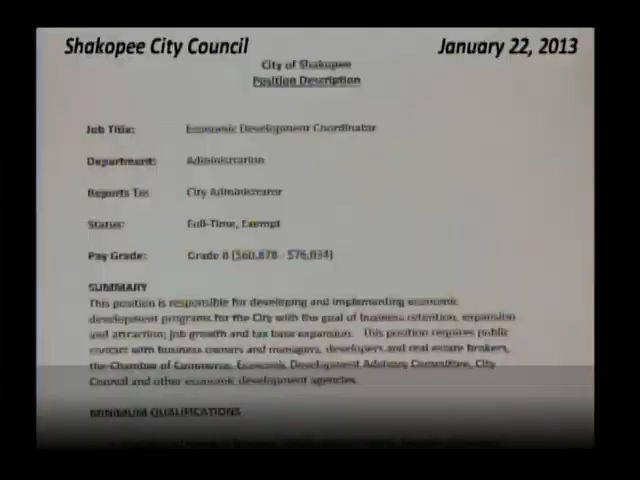 Shakopee City Council
January 22, 2013
City of Shakopee
Position Description
Job Title: Economic Development Coordinator
Department: Administration
Reports To: City Administrator
Status: Full-Time, Exempt
Pay Grade: Grade 8 ($60,878 - $76,034)
SUMMARY
This position is responsible for developing and implementing economic
development programs for the City with the goal of business retention, expansion
and attraction; job growth and tax base expansion. This position requires public
contact with business owners and managers, developers and real estate brokers,
the Chamber of Commerce, Economic Development Advisory Committee, City
Council and other economic development agencies.
MINIMUM QUALIFICATIONS